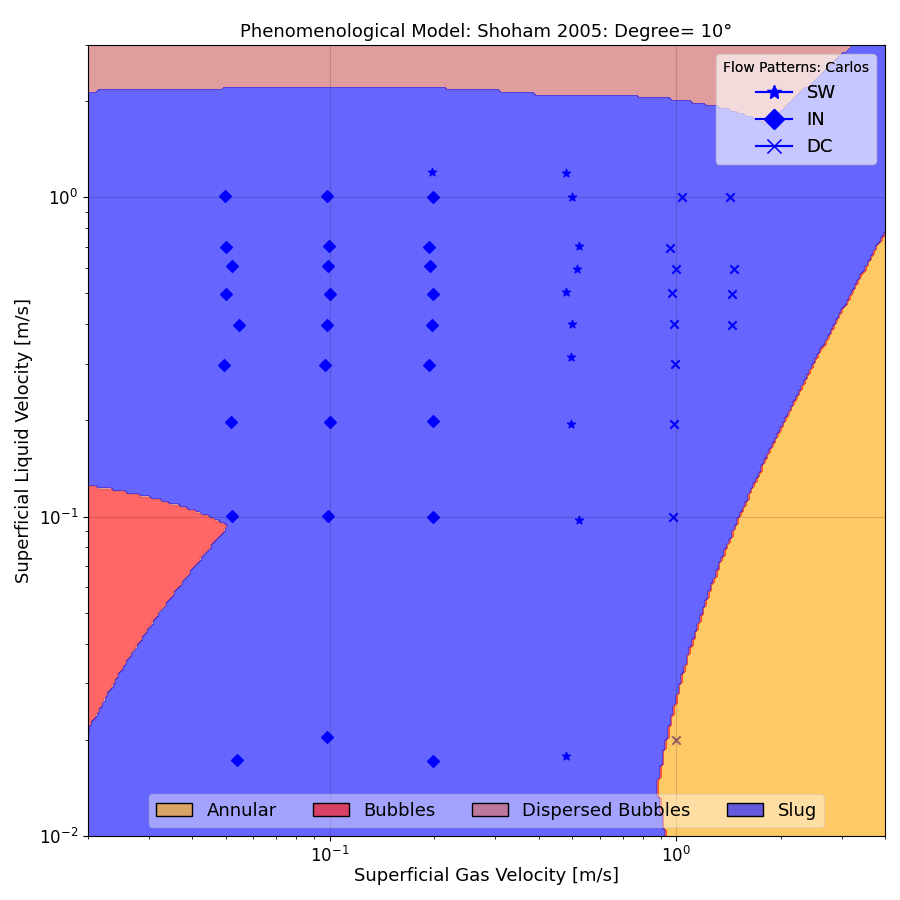 Phenomenological Model: Shoham 2005: Degree= 10°
Flow Patterns: Carlos
SW
IN
DC
10⁰
10⁻¹
10⁻²
Superficial Liquid Velocity [m/s]
Annular Bubbles Dispersed Bubbles Slug
10⁻¹ 10⁰
Superficial Gas Velocity [m/s]